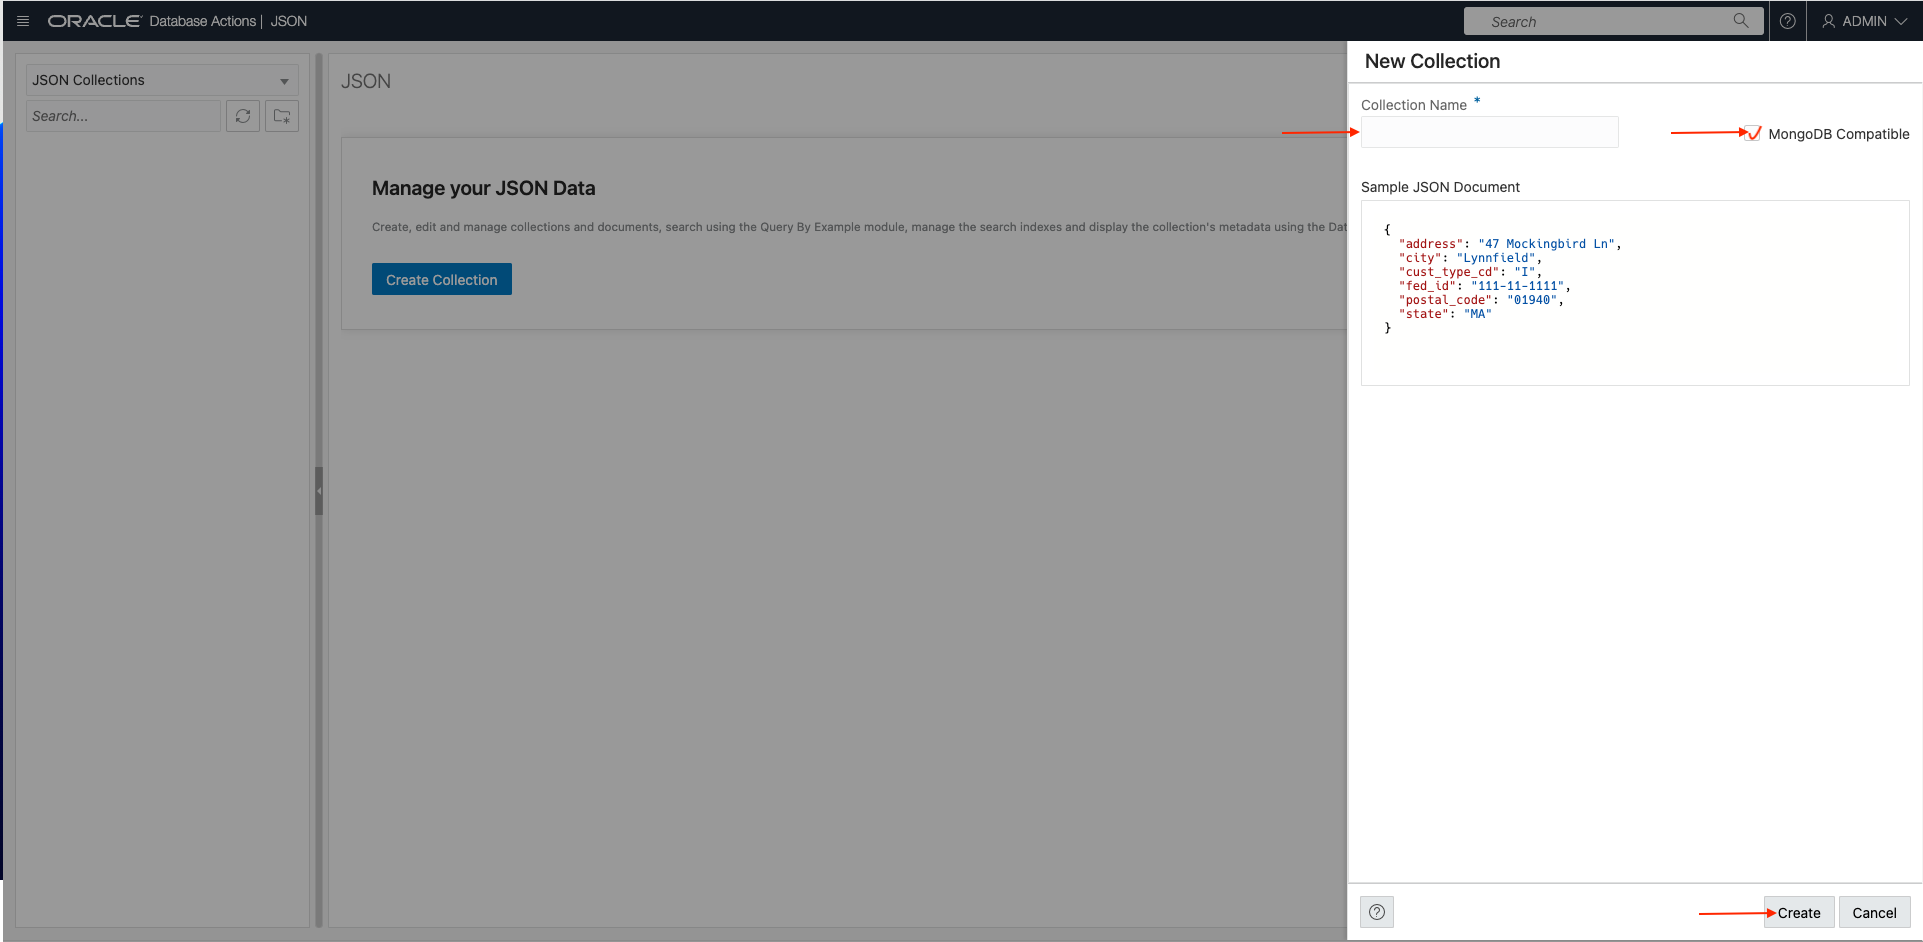 ORACLE Database Actions | JSON
Search
ADMIN
JSON Collections
Search...
JSON
Manage your JSON Data
Create, edit and manage collections and documents, search using the Query By Example module, manage the search indexes and display the collection's metadata using the Dat
Create Collection
New Collection
Collection Name *
MongoDB Compatible
Sample JSON Document
{
"address": "47 Mockingbird Ln",
"city": "Lynnfield",
"cust_type_cd": "I",
"fed_id": "111-11-1111",
"postal_code": "01940",
"state": "MA"
}
Create
Cancel